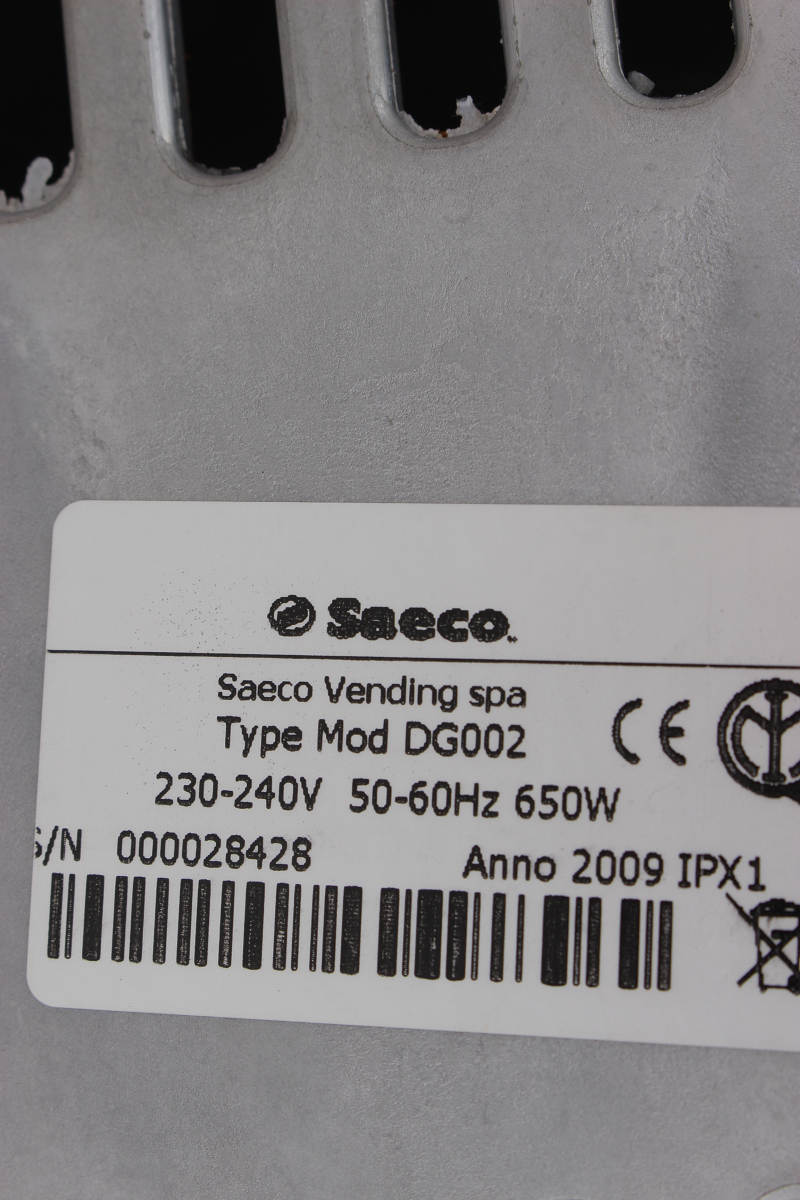 Saeco
Saeco Vending spa
Type Mod DG002
CE
230-240V 50-60Hz 650W
S/N 000028428
Anno 2009 IPX1